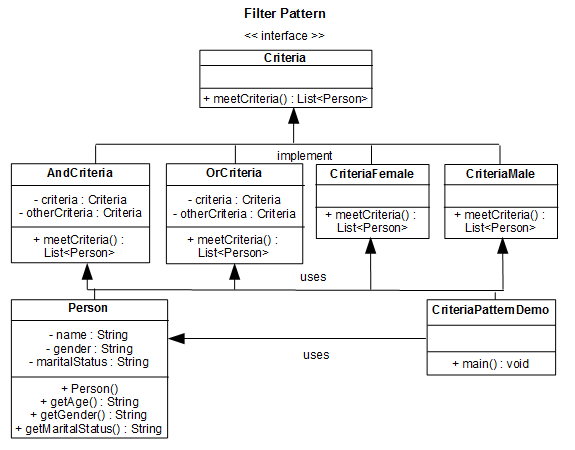 Filter Pattern
<< interface >>
Criteria
+ meetCriteria() : List<Person>
implement
AndCriteria
- criteria : Criteria
- otherCriteria : Criteria
+ meetCriteria() :
List<Person>
OrCriteria
- criteria : Criteria
- otherCriteria : Criteria
+ meetCriteria() :
List<Person>
CriteriaFemale
+ meetCriteria() :
List<Person>
CriteriaMale
+ meetCriteria() :
List<Person>
uses
Person
- name : String
- gender : String
- maritalStatus : String
+ Person()
+ getAge() : String
+ getGender() : String
+ getMaritalStatus() : String
uses
CriteriaPatternDemo
+ main() : void